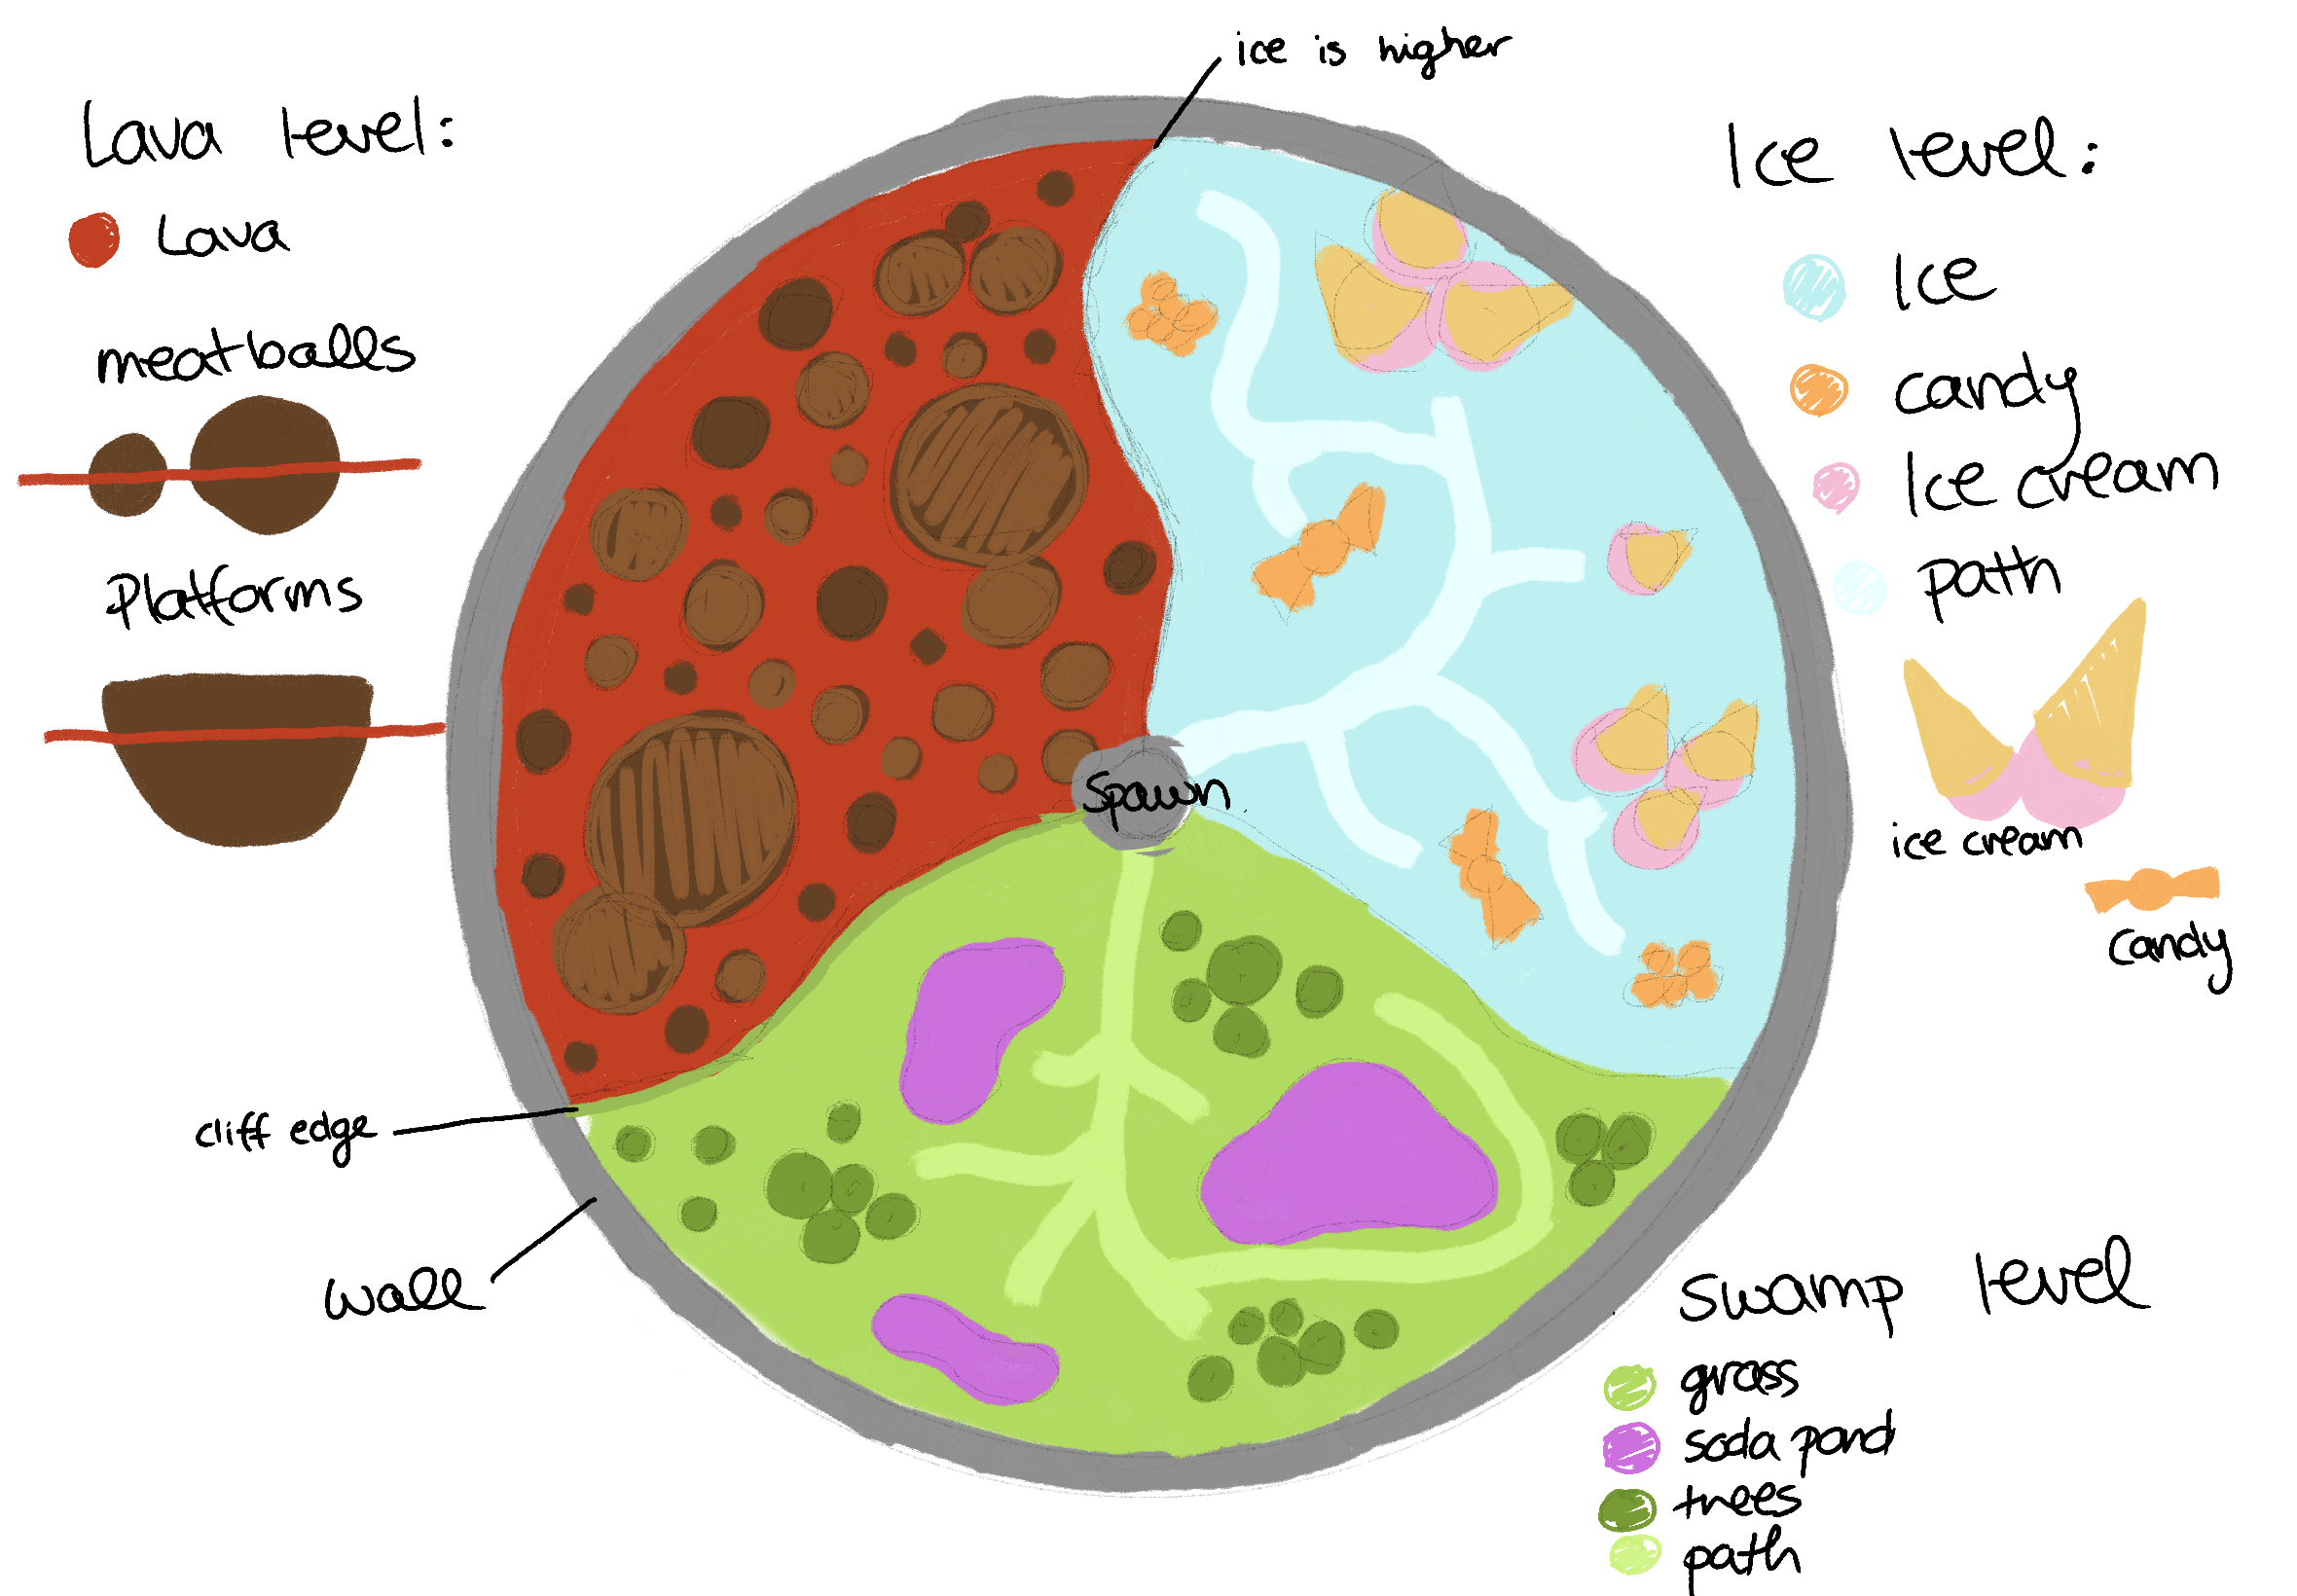 ice is higher
Lava level:
Lava
meatballs
Platforms
Ice level:
Ice
candy
Ice cream
path
ice cream
candy
Spawn
cliff edge
wall
swamp level
grass
soda pond
trees
path